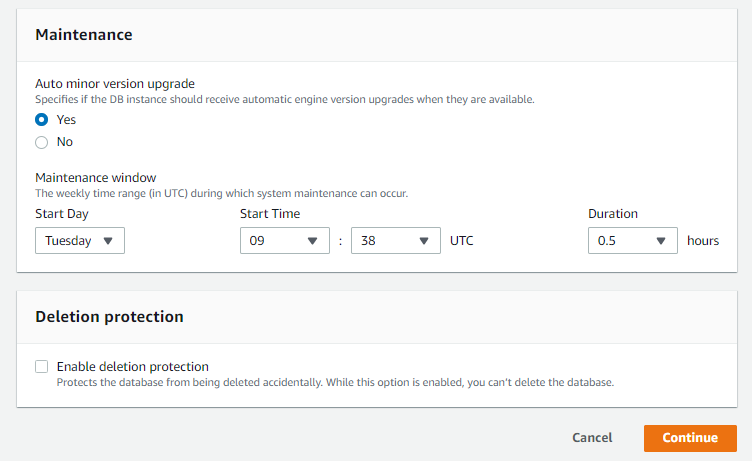 Maintenance
Auto minor version upgrade
Specifies if the DB instance should receive automatic engine version upgrades when they are available.
Yes
No
Maintenance window
The weekly time range (in UTC) during which system maintenance can occur.
Start Day Start Time Duration
Tuesday 09 : 38 UTC 0.5 hours
Deletion protection
Enable deletion protection
Protects the database from being deleted accidentally. While this option is enabled, you can't delete the database.
Cancel Continue